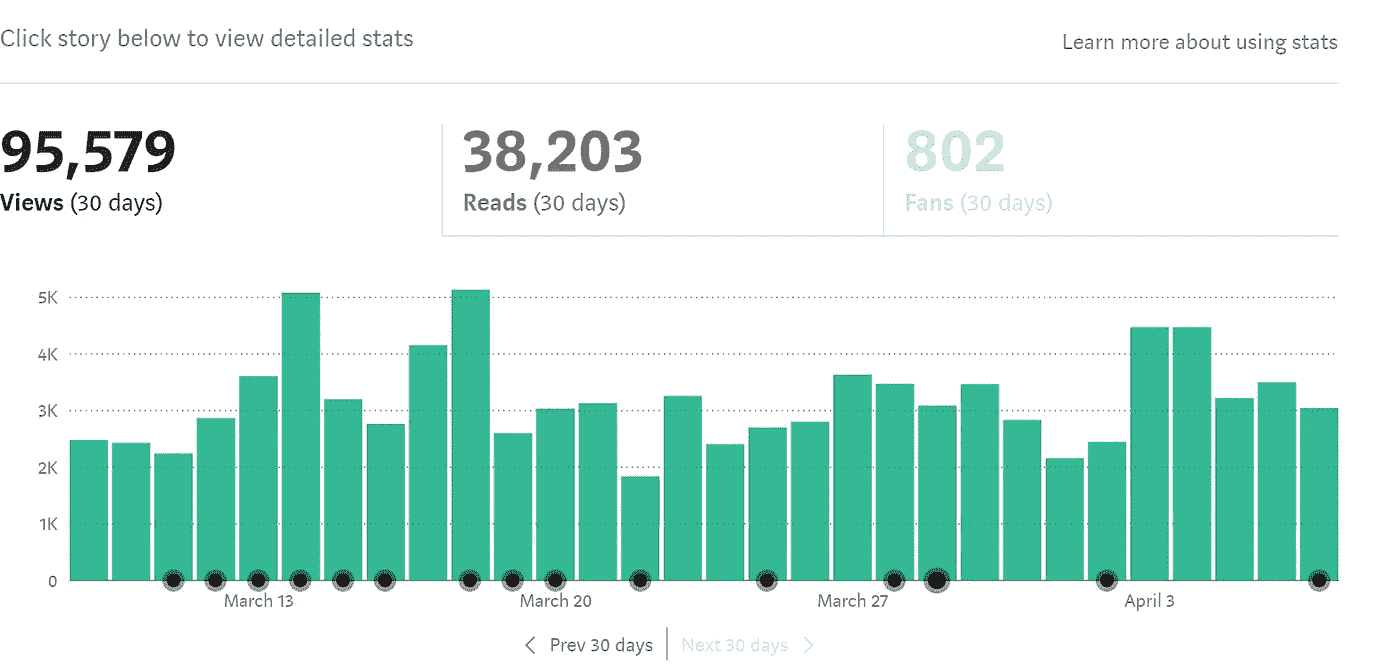 Click story below to view detailed stats
Learn more about using stats
95,579
38,203
802
Views (30 days)
Reads (30 days)
Fans (30 days)
5K
4K
3K
2K
1K
0
March 13
March 20
March 27
April 3
Prev 30 days
Next 30 days